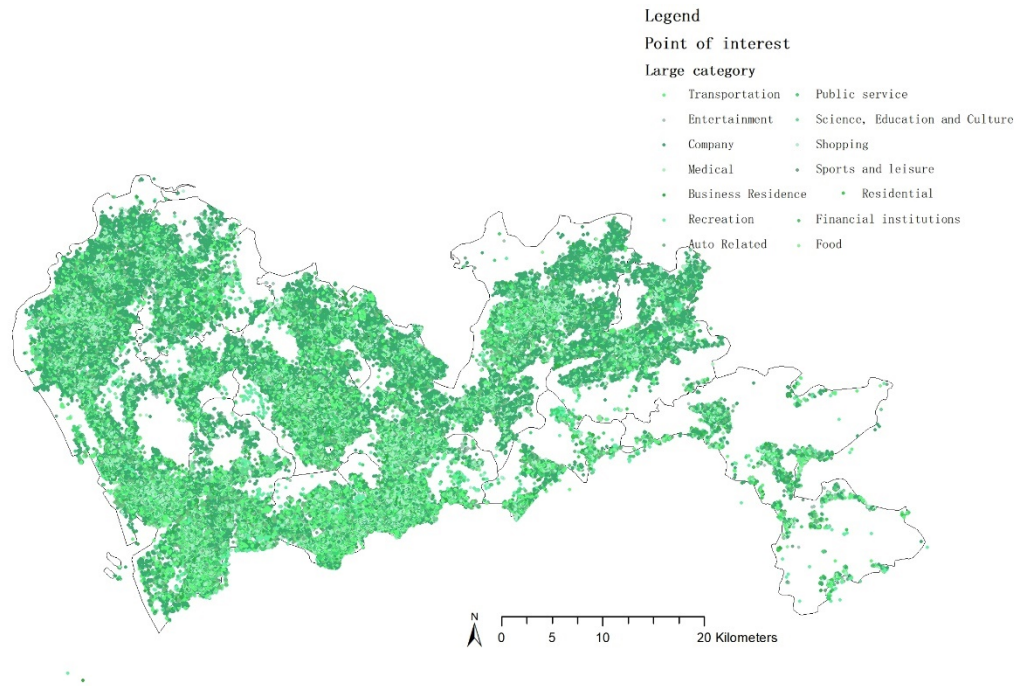 Legend
Point of interest
Large category
Transportation Public service
Entertainment Science, Education and Culture
Company Shopping
Medical Sports and leisure
Business Residence Residential
Recreation Financial institutions
Auto Related Food
N
0 5 10 20 Kilometers